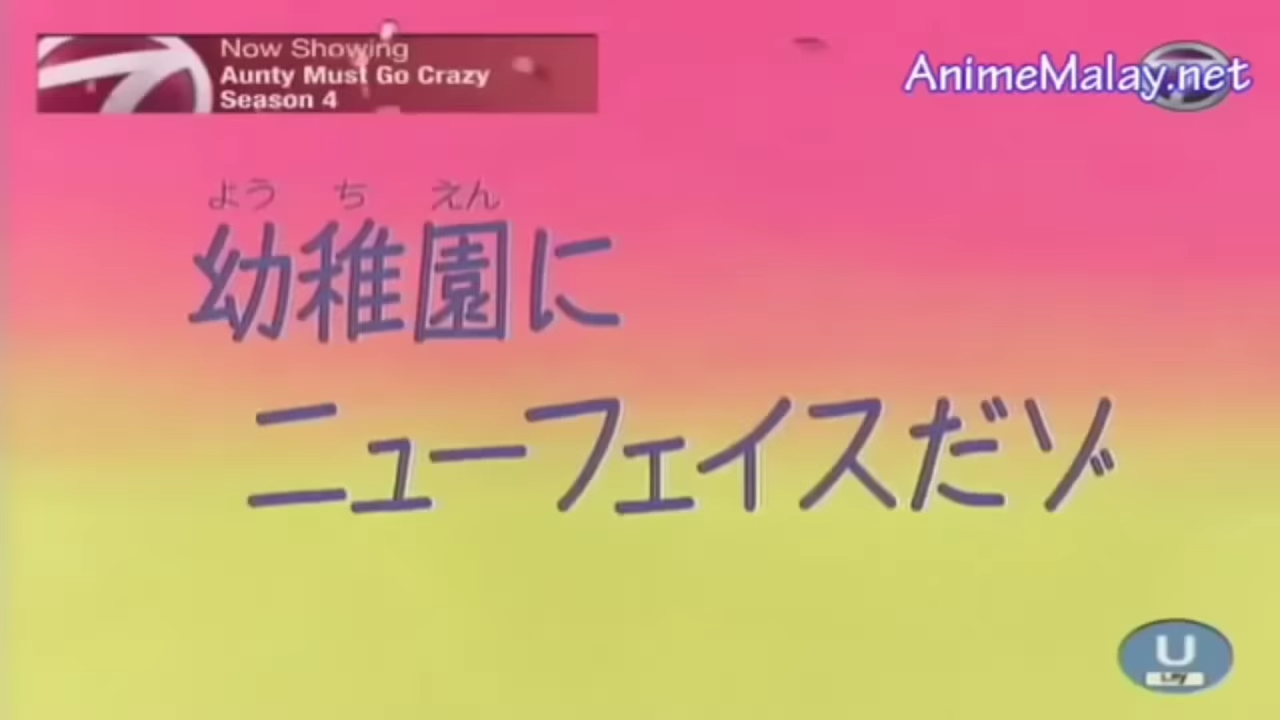 Now Showing
Aunty Must Go Crazy
Season 4
AnimeMalay.net
よう ち えん
幼稚園に
ニューフェイスだゾ
U